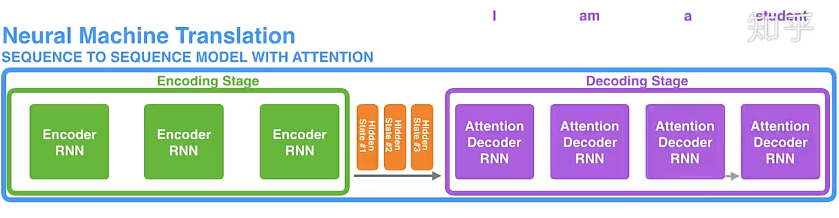 I am a student
知乎
Neural Machine Translation
SEQUENCE TO SEQUENCE MODEL WITH ATTENTION
Encoding Stage
Decoding Stage
Encoder
RNN
Encoder
RNN
Encoder
RNN
Hidden
State #1
Hidden
State #2
Hidden
State #3
Attention
Decoder
RNN
Attention
Decoder
RNN
Attention
Decoder
RNN
Attention
Decoder
RNN